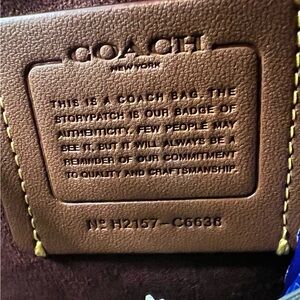 COACH
NEW YORK
THIS IS A COACH BAG. THE
STORYPATCH IS OUR BADGE OF
AUTHENTICITY. FEW PEOPLE MAY
SEE IT, BUT IT WILL ALWAYS BE A
REMINDER OF OUR COMMITMENT
TO QUALITY AND CRAFTSMANSHIP.
Nº H2157-C6636